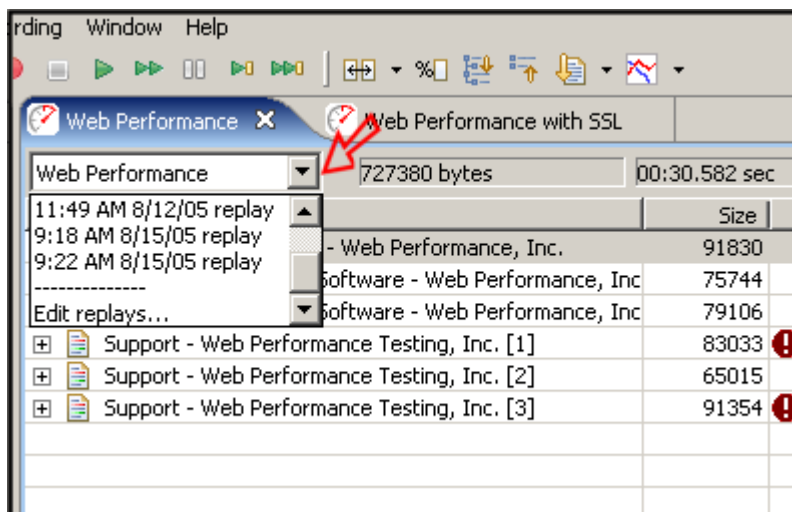 rding Window Help
%
Web Performance
Web Performance with SSL
Web Performance
727380 bytes
00:30.582 sec
Size
11:49 AM 8/12/05 replay
9:18 AM 8/15/05 replay
9:22 AM 8/15/05 replay
--------------
Edit replays...
- Web Performance, Inc. 91830
oftware - Web Performance, Inc 75744
oftware - Web Performance, Inc 79106
Support - Web Performance Testing, Inc. [1] 83033
Support - Web Performance Testing, Inc. [2] 65015
Support - Web Performance Testing, Inc. [3] 91354